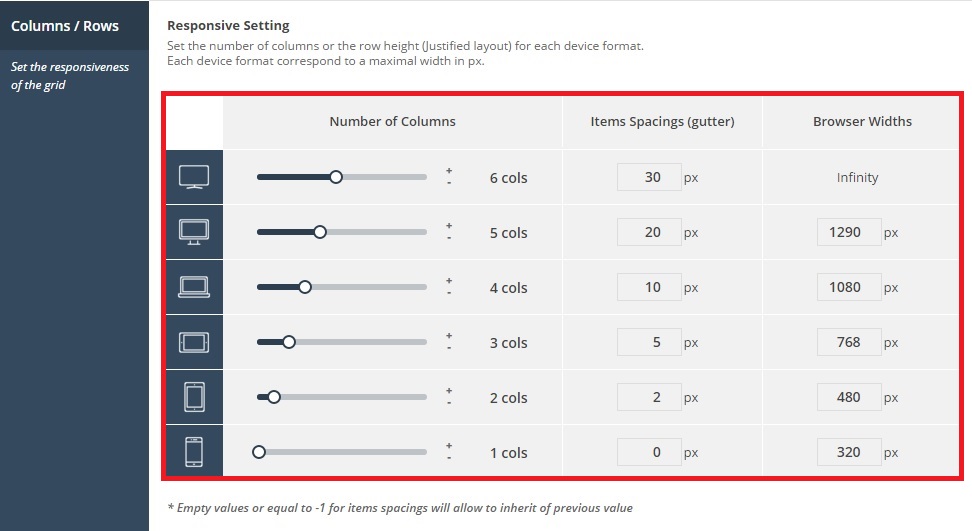 Columns / Rows
Set the responsiveness
of the grid
Responsive Setting
Set the number of columns or the row height (Justified layout) for each device format.
Each device format correspond to a maximal width in px.
Number of Columns Items Spacings (gutter) Browser Widths
+ - 6 cols 30 px Infinity
+ - 5 cols 20 px 1290 px
+ - 4 cols 10 px 1080 px
+ - 3 cols 5 px 768 px
+ - 2 cols 2 px 480 px
+ - 1 cols 0 px 320 px
* Empty values or equal to -1 for items spacings will allow to inherit of previous value